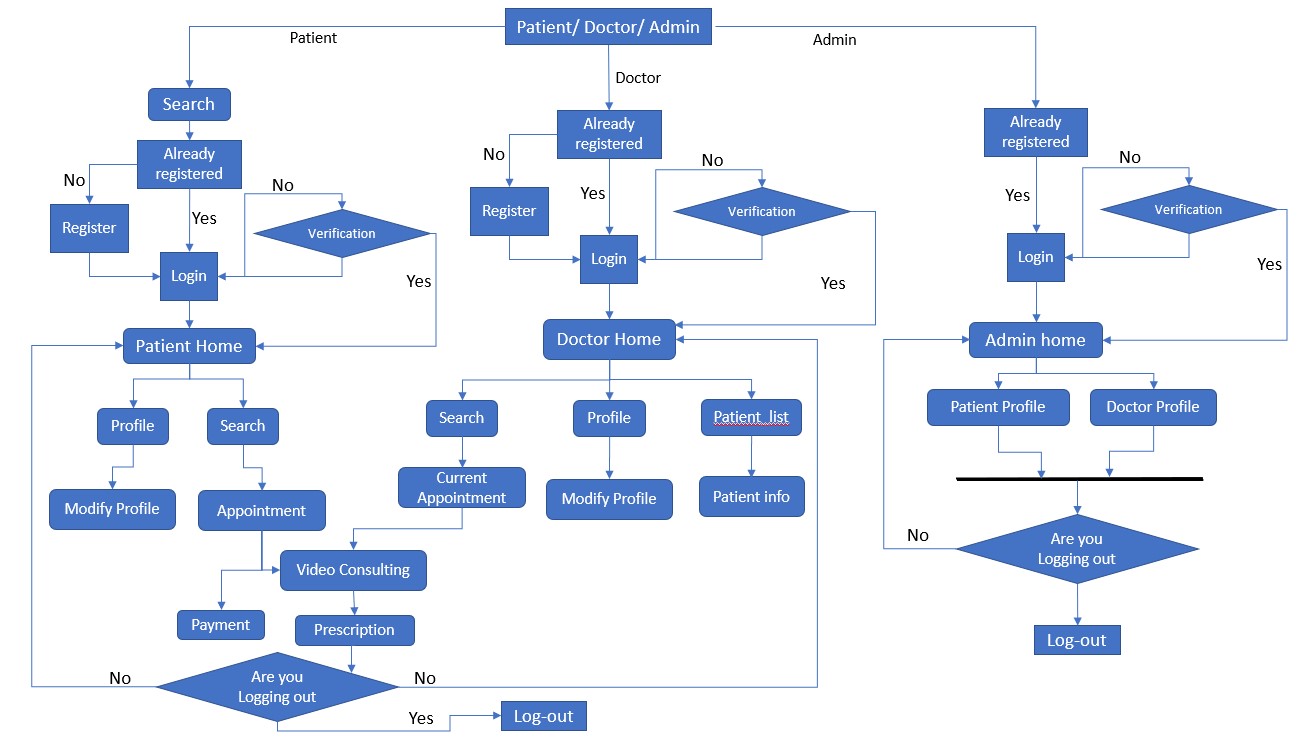 Patient/ Doctor/ Admin
Patient
Admin
Doctor
Search
Already
registered
Already
registered
Already
registered
No
No
No
No
No
Register
Yes
Verification
Register
Yes
Verification
Yes
Verification
Login
Login
Login
Yes
Yes
Yes
Patient Home
Doctor Home
Admin home
Profile
Search
Search
Profile
Patient_list
Patient Profile
Doctor Profile
Modify Profile
Appointment
Current
Appointment
Modify Profile
Patient info
Video Consulting
No
Are you
Logging out
Payment
Prescription
Log-out
No
Are you
Logging out
No
Yes
Log-out